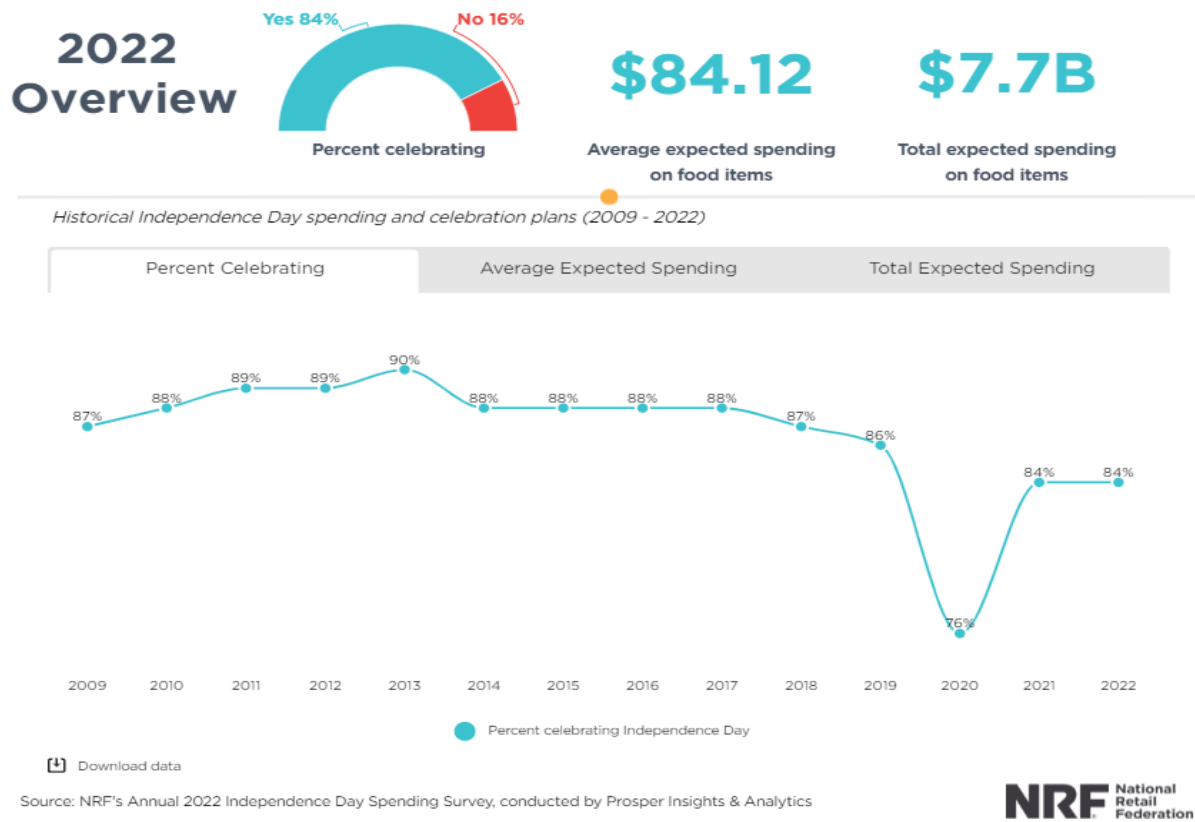 2022
Overview
Yes 84%
No 16%
Percent celebrating
$84.12
Average expected spending
on food items
$7.7B
Total expected spending
on food items
Historical Independence Day spending and celebration plans (2009 - 2022)
Percent Celebrating
Average Expected Spending
Total Expected Spending
87%
88%
89%
89%
90%
88%
88%
88%
88%
87%
86%
76%
84%
84%
2009
2010
2011
2012
2013
2014
2015
2016
2017
2018
2019
2020
2021
2022
Percent celebrating Independence Day
Download data
Source: NRF's Annual 2022 Independence Day Spending Survey, conducted by Prosper Insights & Analytics
NRF
National
Retail
Federation